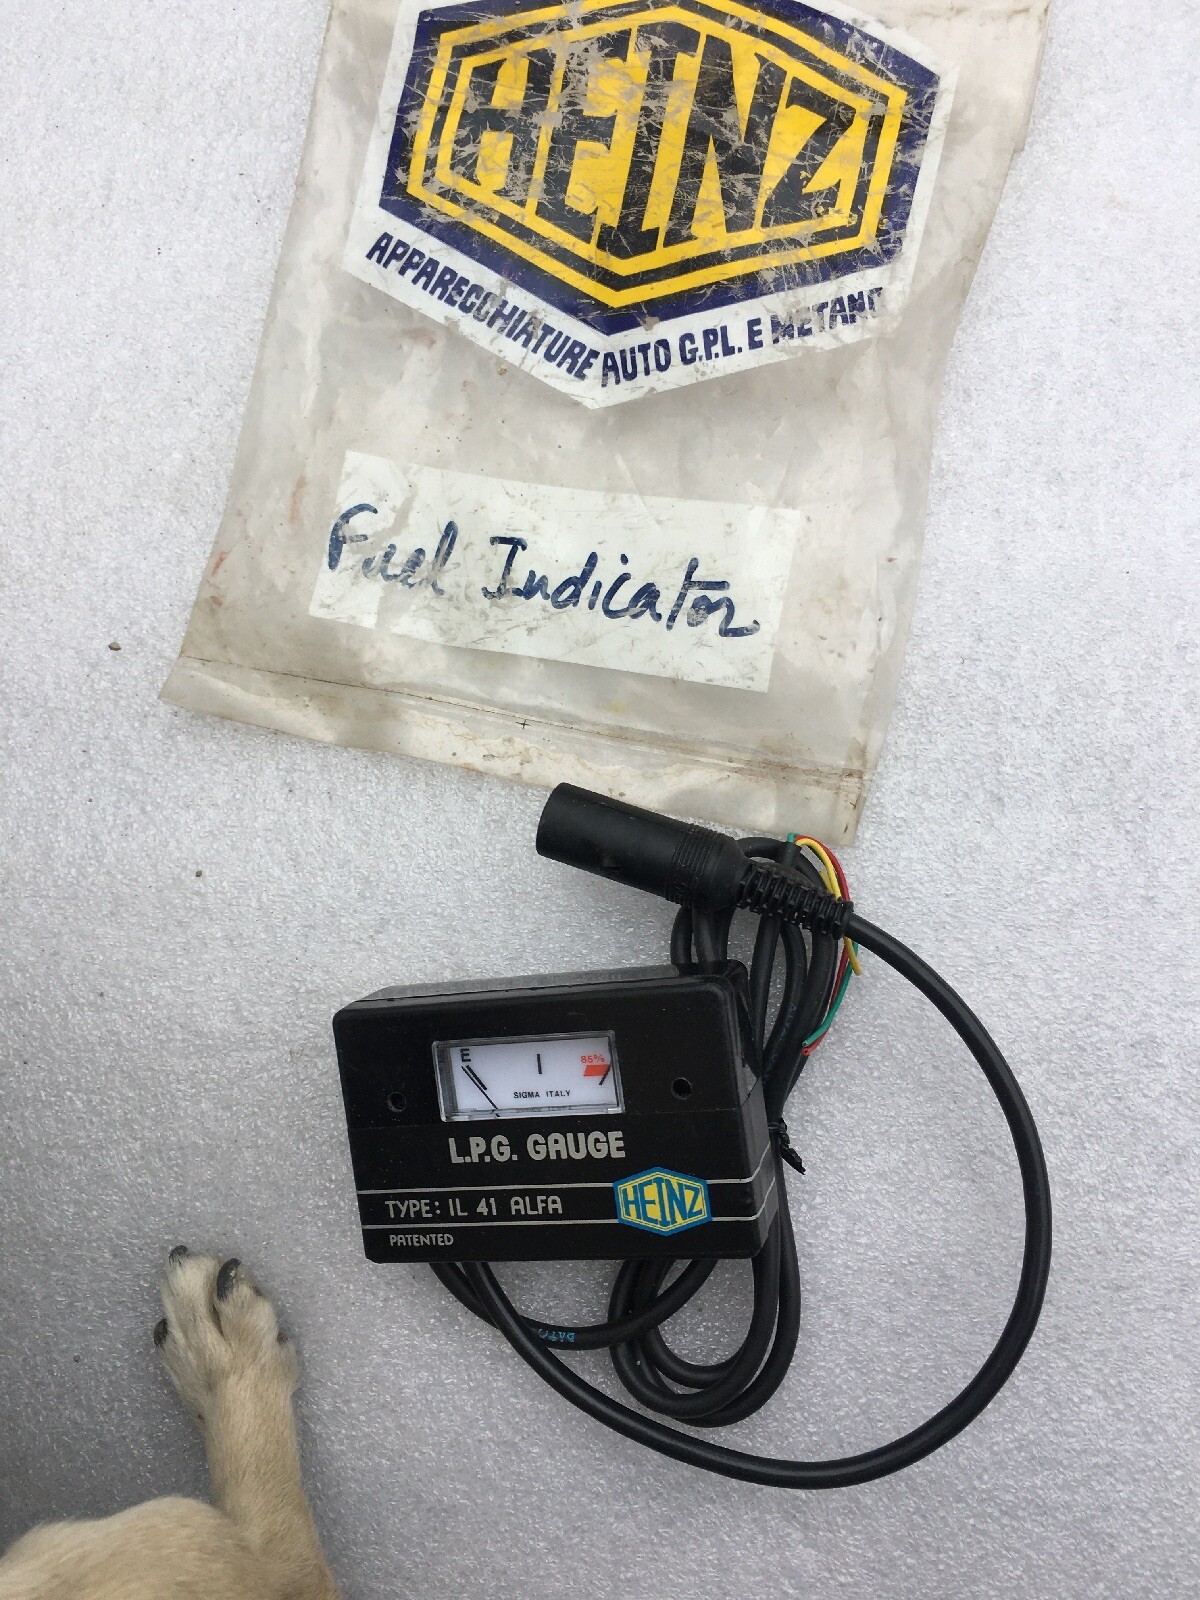 HEINZ
APPARECCHIATURE AUTO G.P.L. E METANO
Fuel Indicator
E
85%
SIGMA ITALY
L.P.G. GAUGE
TYPE: IL 41 ALFA
HEINZ
PATENTED